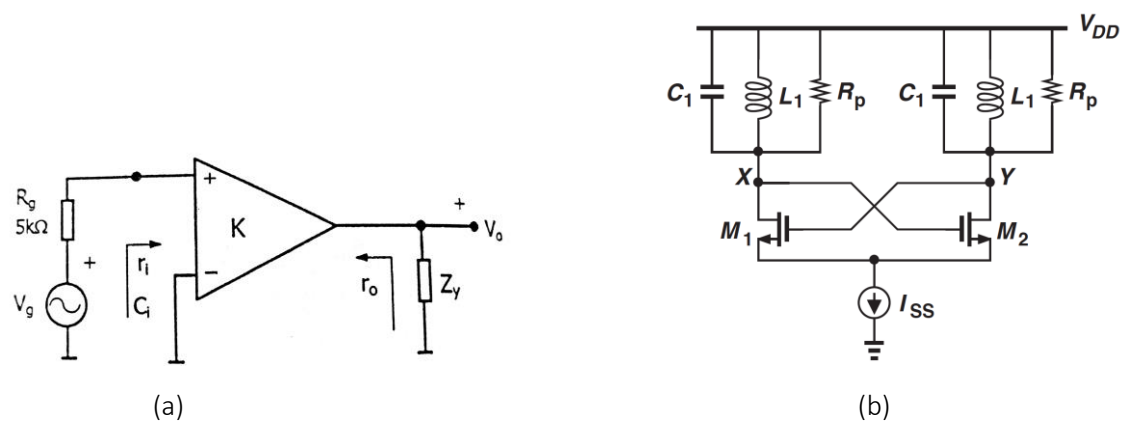 R_g
5kΩ
+
V_g
r_i
C_i
+
−
K
r_o
Z_y
+
V_o
(a)
V_DD
C_1
L_1
R_p
C_1
L_1
R_p
X
Y
M_1
M_2
I_SS
(b)